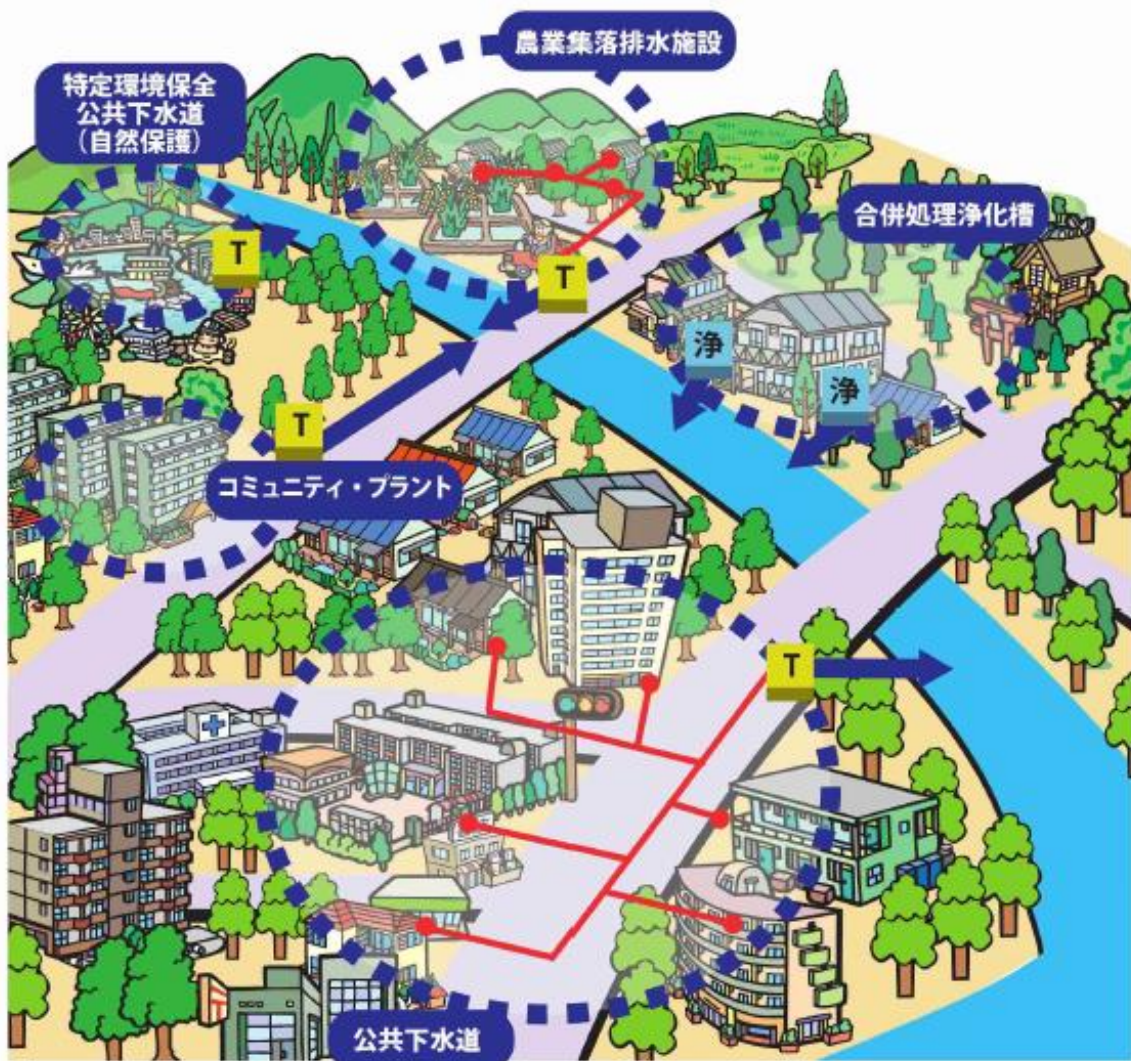 農業集落排水施設
特定環境保全
公共下水道
(自然保護)
合併処理浄化槽
T
T
浄
浄
T
コミュニティ・プラント
T
公共下水道